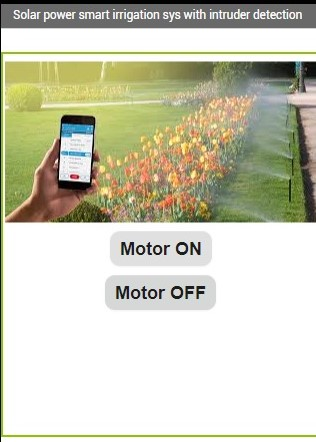 Solar power smart irrigation sys with intruder detection
Motor ON
Motor OFF